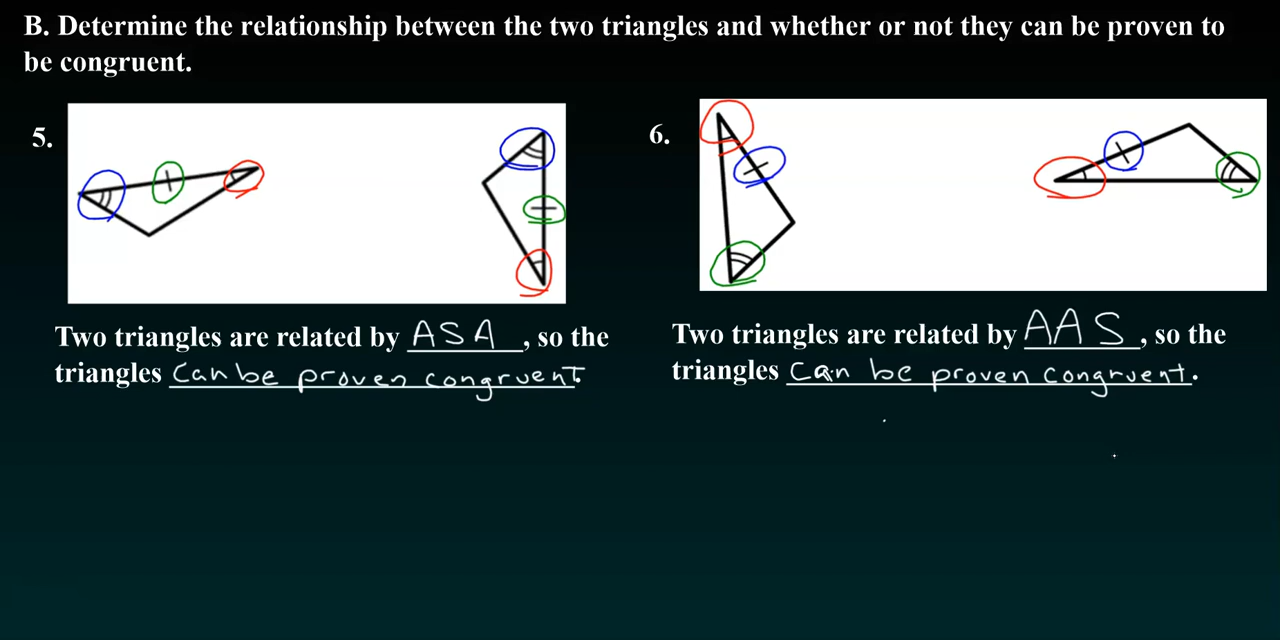 B. Determine the relationship between the two triangles and whether or not they can be proven to
be congruent.
5.
Two triangles are related by ASA, so the
triangles Can be proven congruent.
6.
Two triangles are related by AAS, so the
triangles Can be proven congruent.